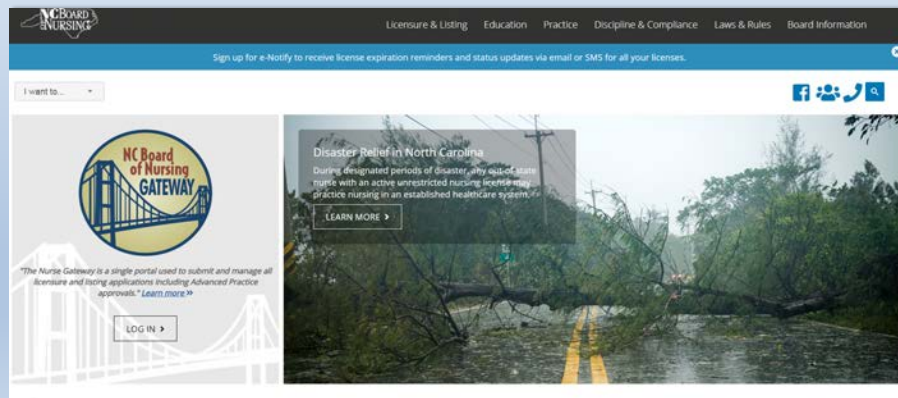 NC BOARD
OF NURSING
Licensure & Listing Education Practice Discipline & Compliance Laws & Rules Board Information
Sign up for e-Notify to receive license expiration reminders and status updates via email or SMS for all your licenses.
I want to...
NC Board
of Nursing
GATEWAY
Disaster Relief in North Carolina
During designated periods of disaster, any out-of-state
nurse with an active unrestricted nursing license may
practice nursing in an established healthcare system.
LEARN MORE >
"The Nurse Gateway is a single portal used to submit and manage all
licensure and listing applications including Advanced Practice
approvals." Learn more »
LOG IN >